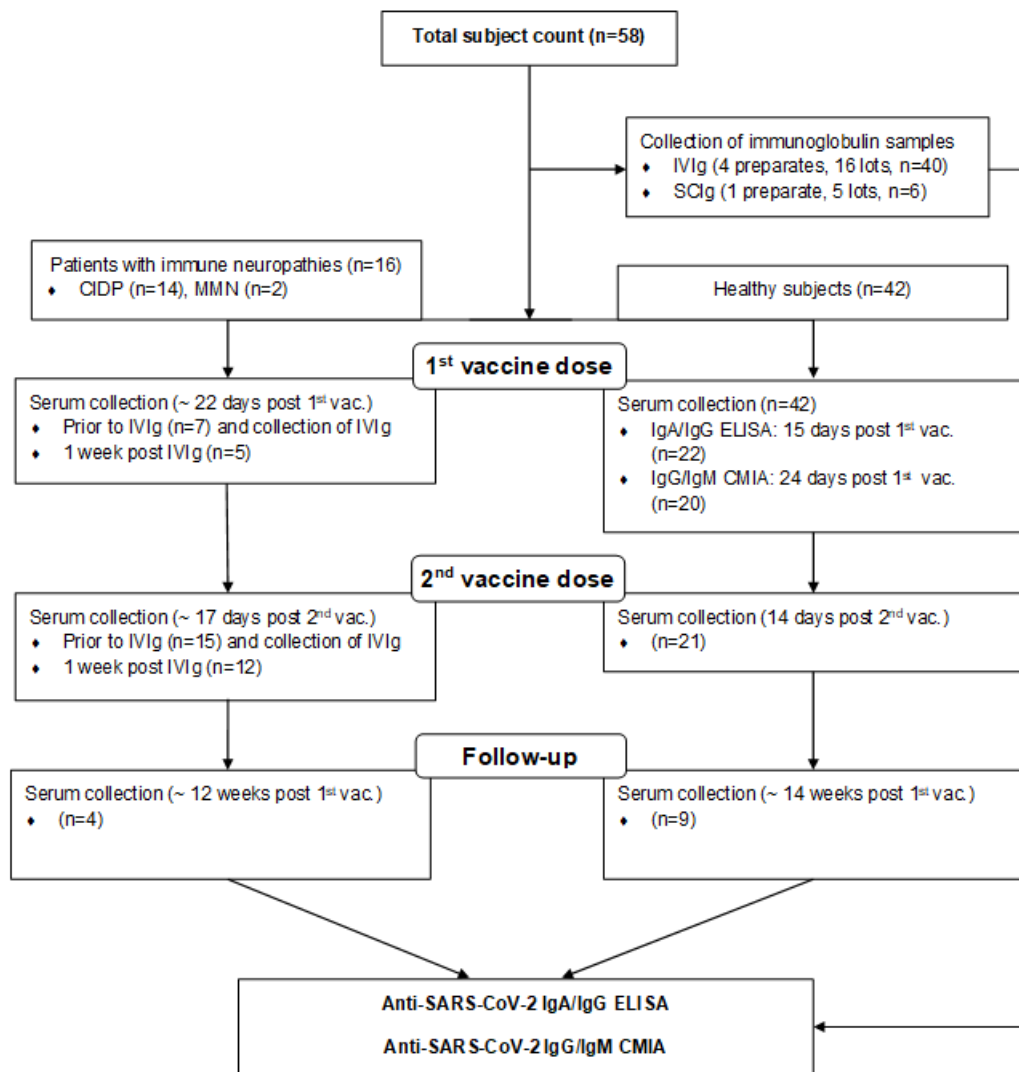 Total subject count (n=58)
Collection of immunoglobulin samples
♦ IVIg (4 preparates, 16 lots, n=40)
♦ SCIg (1 preparate, 5 lots, n=6)
Patients with immune neuropathies (n=16)
♦ CIDP (n=14), MMN (n=2)
Healthy subjects (n=42)
1st vaccine dose
Serum collection (~ 22 days post 1st vac.)
♦ Prior to IVIg (n=7) and collection of IVIg
♦ 1 week post IVIg (n=5)
Serum collection (n=42)
♦ IgA/IgG ELISA: 15 days post 1st vac.
(n=22)
♦ IgG/IgM CMIA: 24 days post 1st vac.
(n=20)
2nd vaccine dose
Serum collection (~ 17 days post 2nd vac.)
♦ Prior to IVIg (n=15) and collection of IVIg
♦ 1 week post IVIg (n=12)
Serum collection (14 days post 2nd vac.)
♦ (n=21)
Follow-up
Serum collection (~ 12 weeks post 1st vac.)
♦ (n=4)
Serum collection (~ 14 weeks post 1st vac.)
♦ (n=9)
Anti-SARS-CoV-2 IgA/IgG ELISA
Anti-SARS-CoV-2 IgG/IgM CMIA